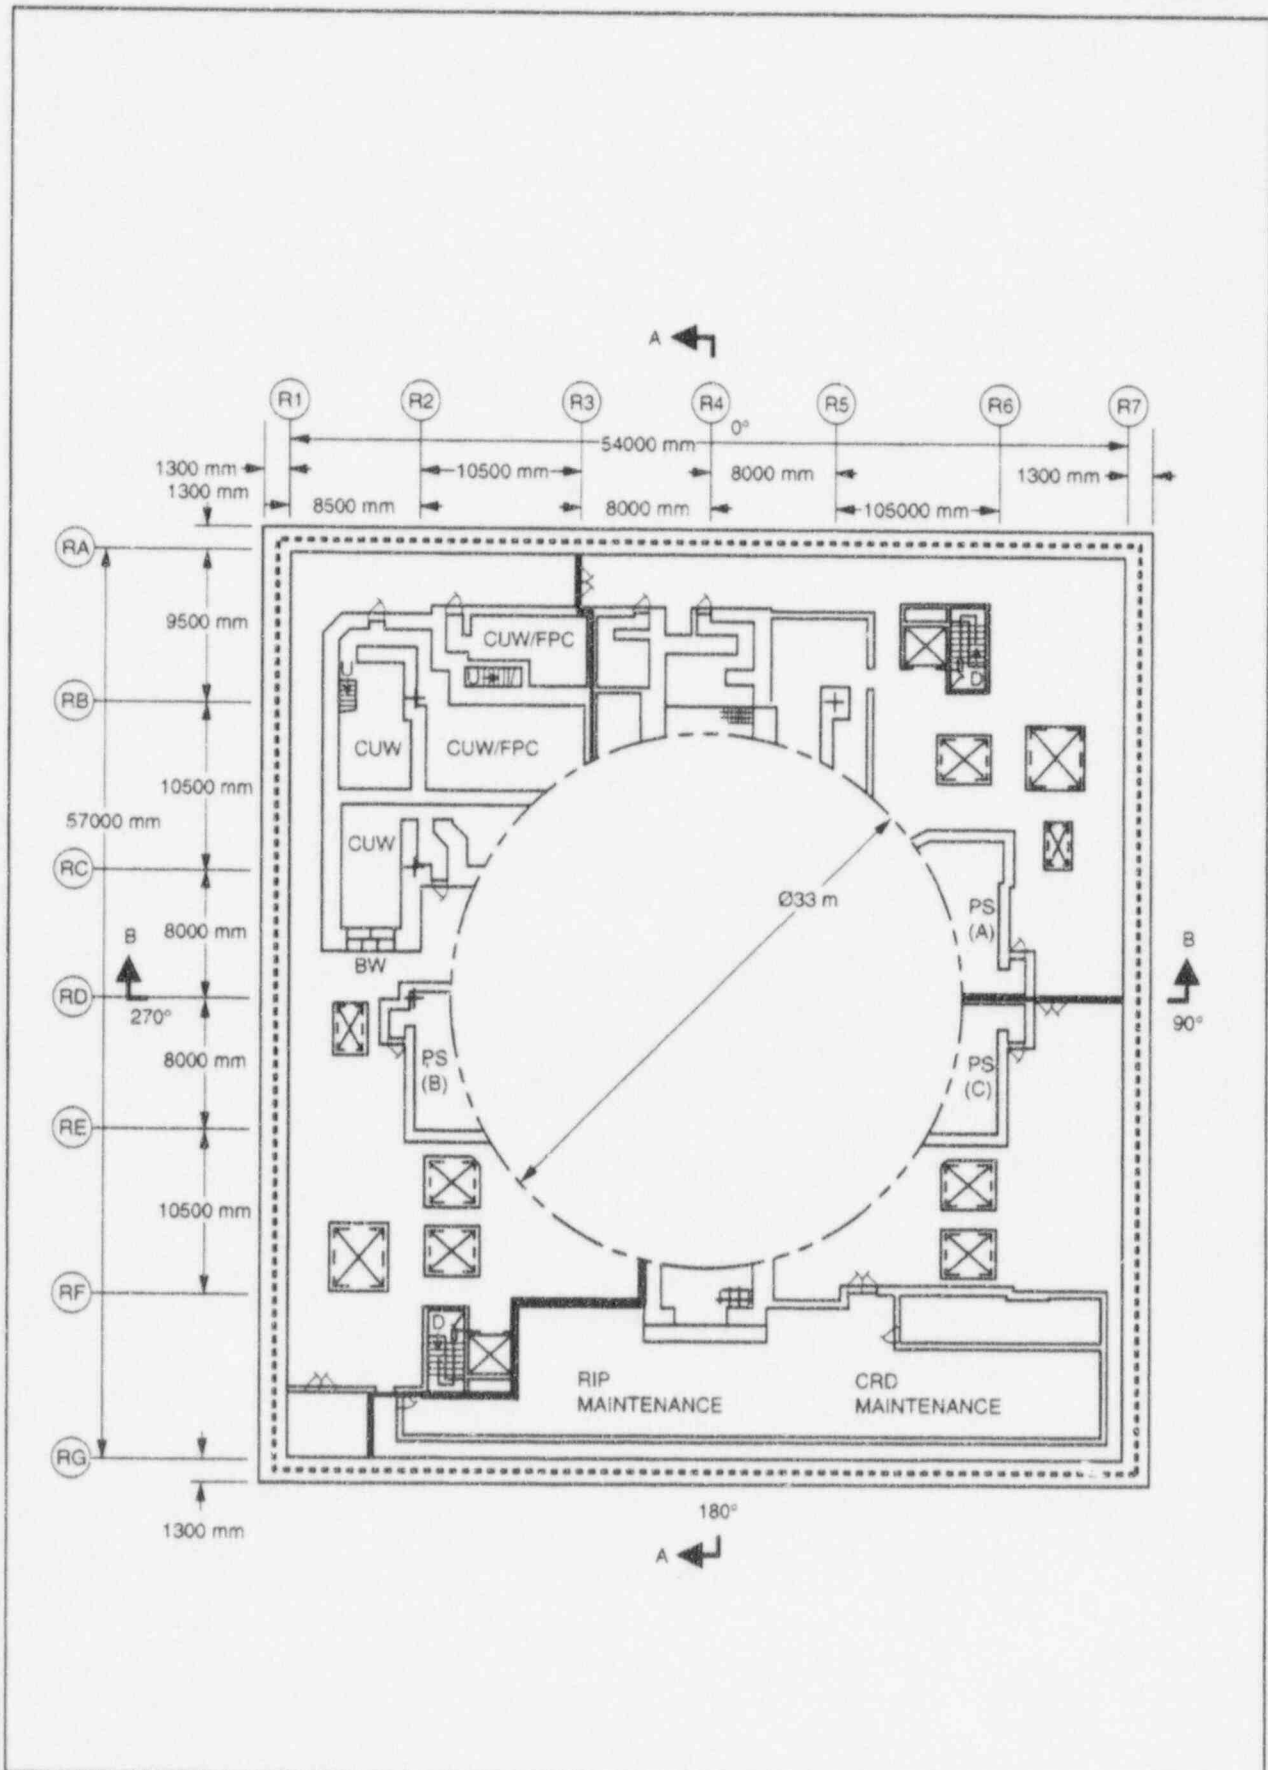 A
R1 R2 R3 R4 R5 R6 R7
0°
54000 mm
1300 mm 10500 mm 8000 mm 1300 mm
1300 mm
8500 mm 8000 mm 105000 mm
RA
9500 mm
CUW/FPC
U U D
RB
CUW CUW/FPC
10500 mm
57000 mm
CUW
RC
Ø33 m
PS
(A)
B 8000 mm B
BW
RD
270° 90°
8000 mm
PS
(B)
PS
(C)
RE
10500 mm
RF
D
RIP
MAINTENANCE
CRD
MAINTENANCE
RG
180°
1300 mm
A